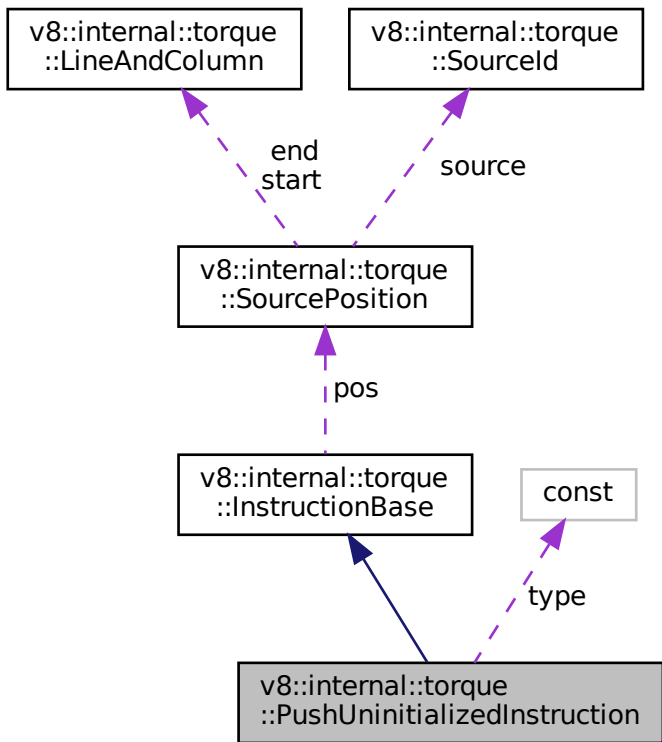 v8::internal::torque
::LineAndColumn
v8::internal::torque
::SourceId
end
start
source
v8::internal::torque
::SourcePosition
pos
v8::internal::torque
::InstructionBase
const
type
v8::internal::torque
::PushUninitializedInstruction